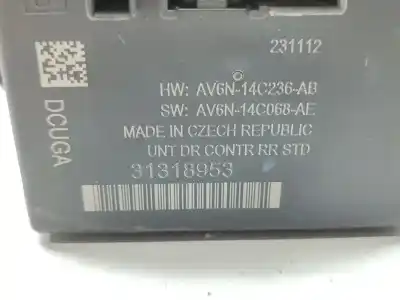 231112
HW: AV6N-14C236-AB
SW: AV6N-14C068-AE
MADE IN CZECH REPUBLIC
UNT DR CONTR RR STD
31318953
DCUGA